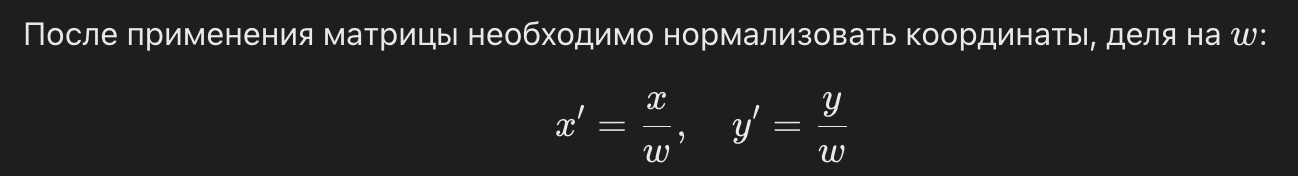 После применения матрицы необходимо нормализовать координаты, деля на w:
x′ = x/w, y′ = y/w